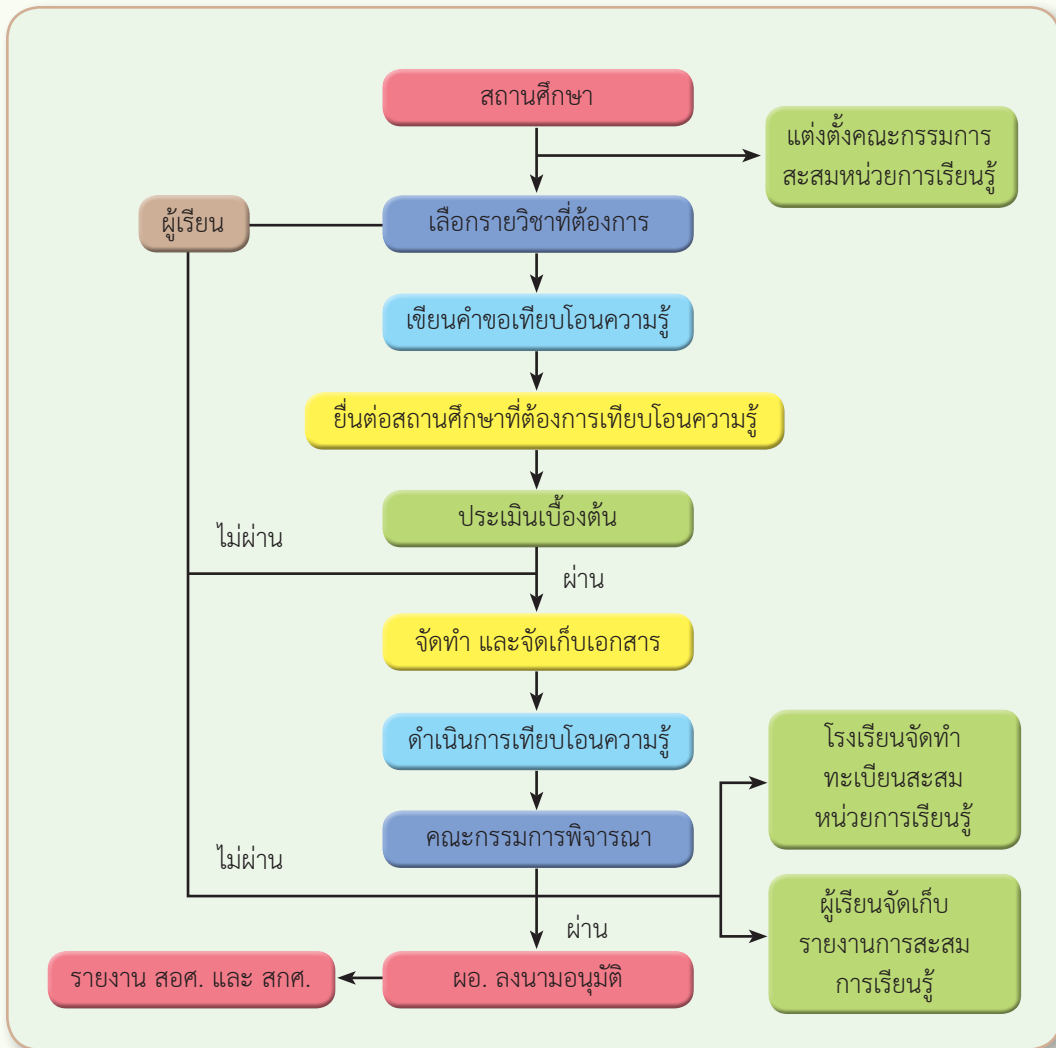 สถานศึกษา
แต่งตั้งคณะกรรมการ
สะสมหน่วยการเรียนรู้
ผู้เรียน
เลือกรายวิชาที่ต้องการ
เขียนคำขอเทียบโอนความรู้
ยื่นต่อสถานศึกษาที่ต้องการเทียบโอนความรู้
ประเมินเบื้องต้น
ไม่ผ่าน
ผ่าน
จัดทำ และจัดเก็บเอกสาร
ดำเนินการเทียบโอนความรู้
โรงเรียนจัดทำ
ทะเบียนสะสม
หน่วยการเรียนรู้
คณะกรรมการพิจารณา
ไม่ผ่าน
ผ่าน
ผู้เรียนจัดเก็บ
รายงานการสะสม
การเรียนรู้
รายงาน สอศ. และ สกศ.
ผอ. ลงนามอนุมัติ